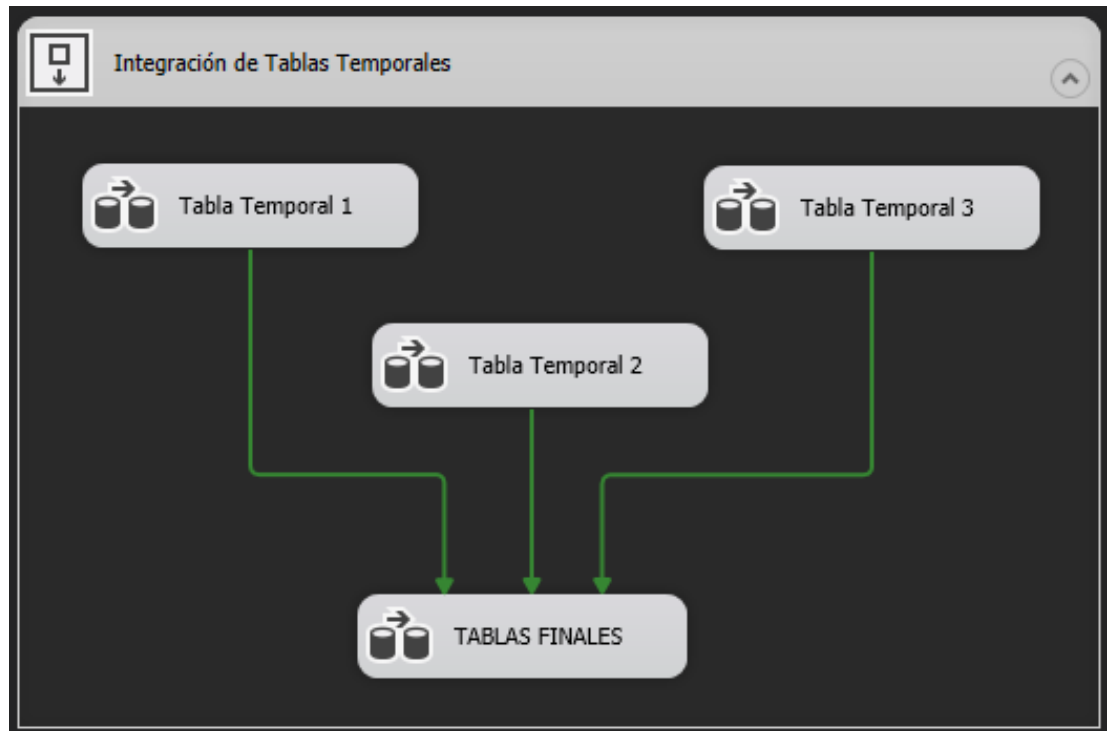 Integración de Tablas Temporales
Tabla Temporal 1
Tabla Temporal 3
Tabla Temporal 2
TABLAS FINALES